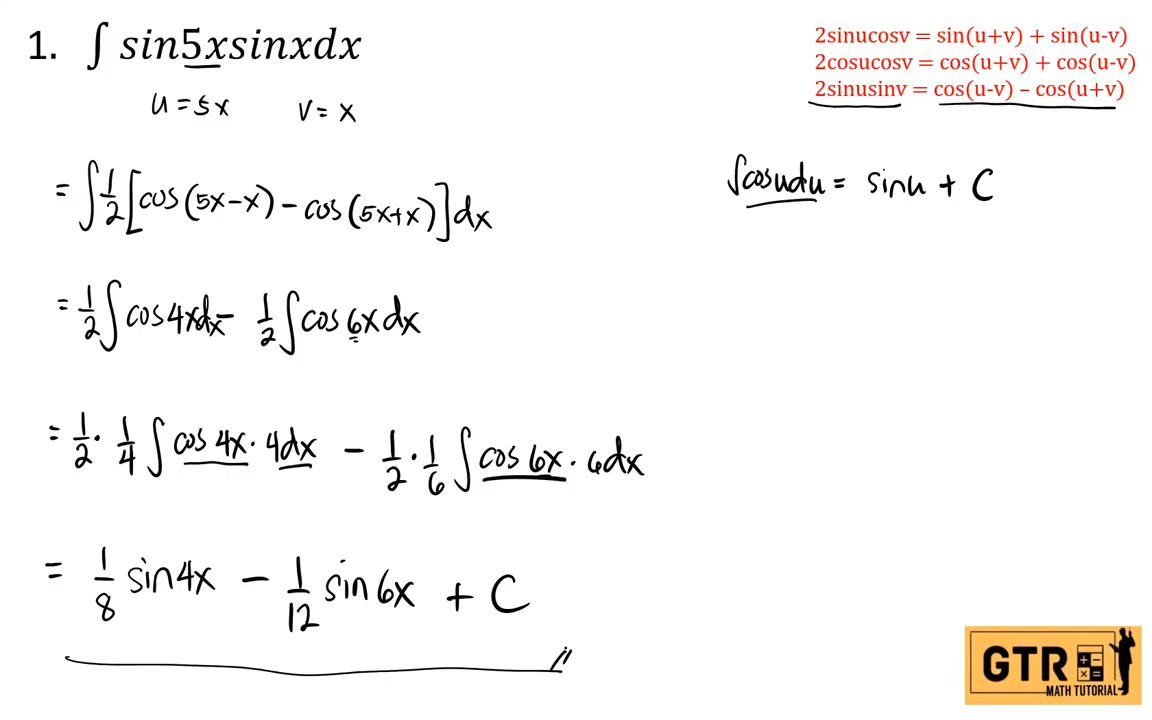 1. ∫ sin5xsinxdx
2sinucosv = sin(u+v) + sin(u-v)
2cosucosv = cos(u+v) + cos(u-v)
2sinusinv = cos(u-v) – cos(u+v)
u = 5x v = x
= ∫ 1/2 [cos(5x-x) - cos(5x+x)] dx
∫cosudu = sinu + C
= 1/2 ∫ cos4xdx - 1/2 ∫ cos6xdx
= 1/2 · 1/4 ∫ cos4x · 4dx - 1/2 · 1/6 ∫ cos6x · 6dx
= 1/8 sin4x - 1/12 sin6x + C
GTR
MATH TUTORIAL